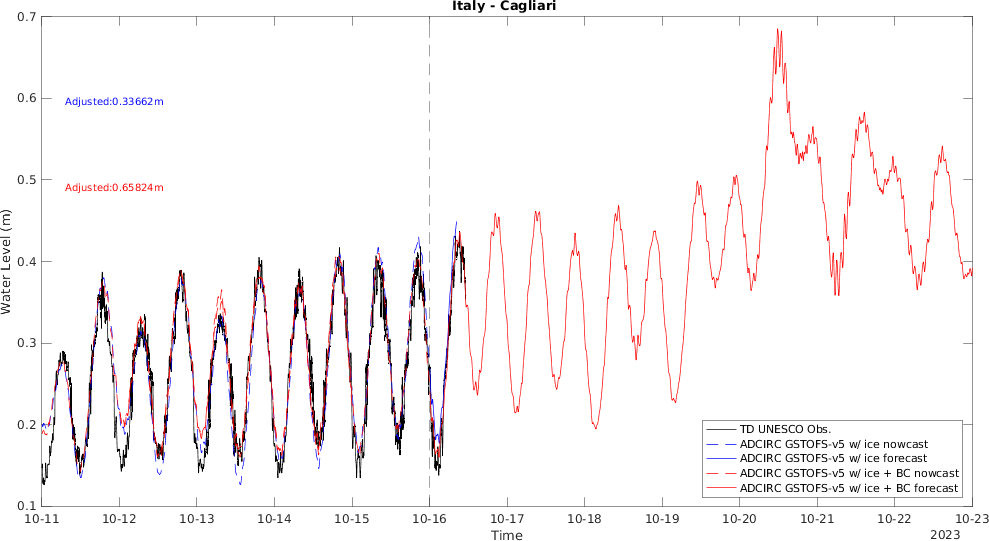 Italy - Cagliari
0.7
0.6
0.5
0.4
0.3
0.2
0.1
Water Level (m)
Adjusted:0.33662m
Adjusted:0.65824m
TD UNESCO Obs.
ADCIRC GSTOFS-v5 w/ ice nowcast
ADCIRC GSTOFS-v5 w/ ice forecast
ADCIRC GSTOFS-v5 w/ ice + BC nowcast
ADCIRC GSTOFS-v5 w/ ice + BC forecast
10-11 10-12 10-13 10-14 10-15 10-16 10-17 10-18 10-19 10-20 10-21 10-22 10-23
Time
2023